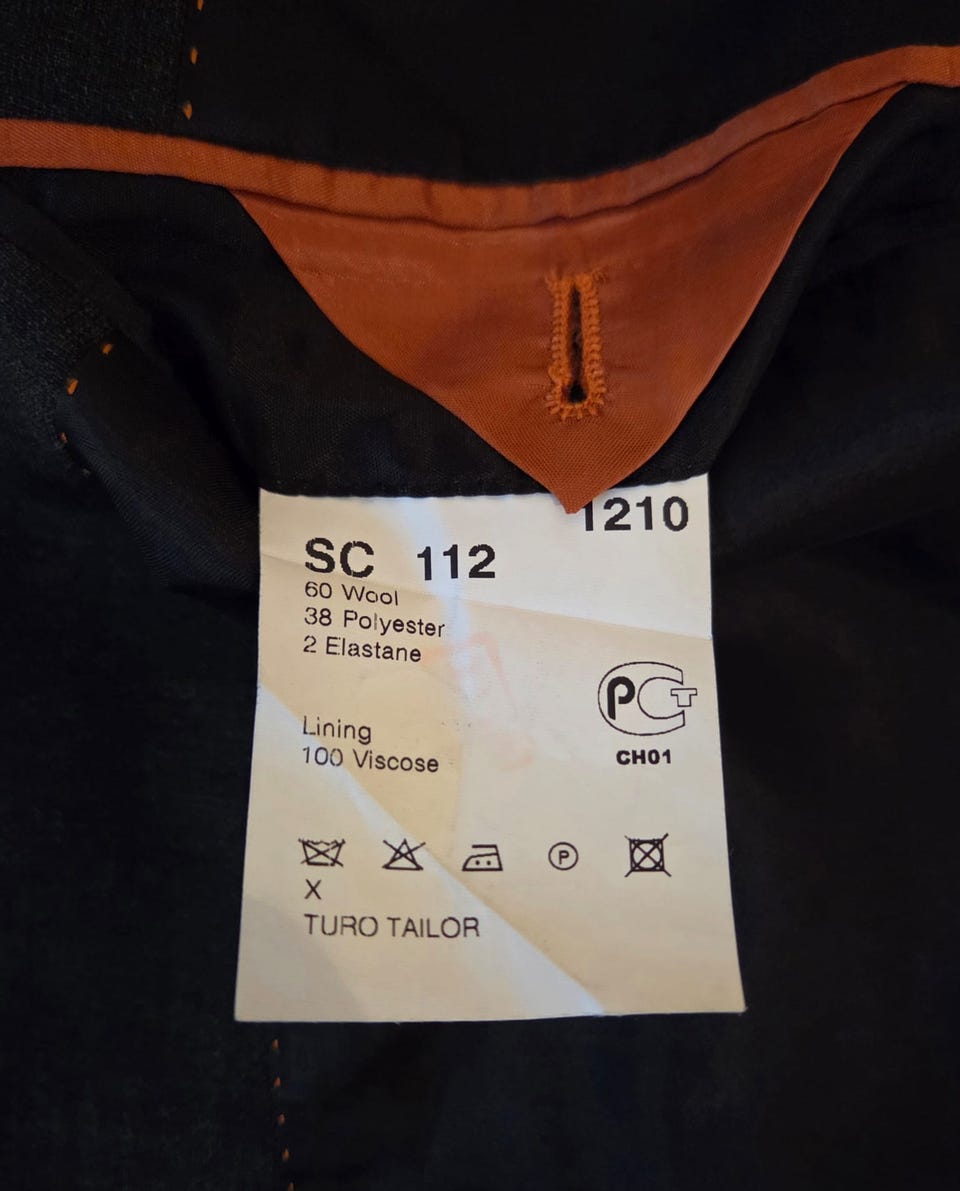 1210
SC 112
60 Wool
38 Polyester
2 Elastane
РСТ
CH01
Lining
100 Viscose
P
X
TURO TAILOR